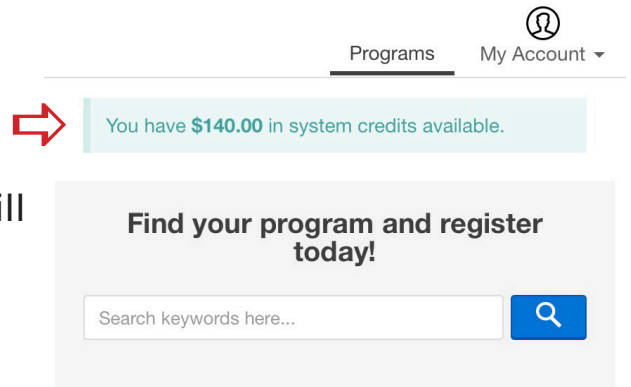 Programs My Account
You have $140.00 in system credits available.
ill
Find your program and register
today!
Search keywords here...